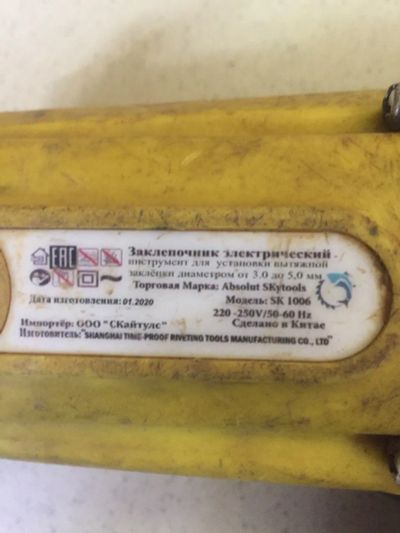 Заклепочник электрический -
инструмент для установки вытяжной
заклёпки диаметром от 3.0 до 5,0 мм
Торговая Марка: Absolut SKytools
Дата изготовления: 01.2020
Модель: SK 1006
220 -250V/50-60 Hz
Импортёр: ООО "СКайтулс"
Сделано в Китае
Изготовитель: "SHANGHAI TIME-PROOF RIVETING TOOLS MANUFACTURING CO., LTD"
EAC